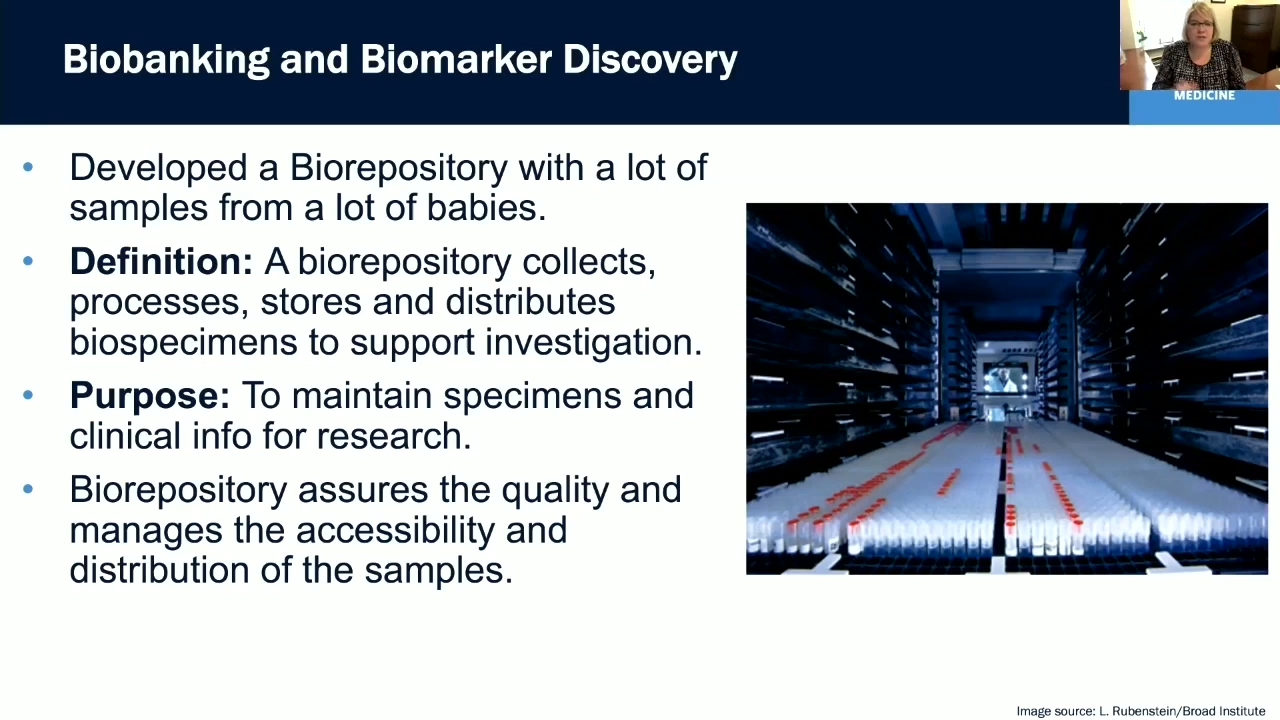 Biobanking and Biomarker Discovery
MEDICINE
Developed a Biorepository with a lot of
samples from a lot of babies.
Definition: A biorepository collects,
processes, stores and distributes
biospecimens to support investigation.
Purpose: To maintain specimens and
clinical info for research.
Biorepository assures the quality and
manages the accessibility and
distribution of the samples.
Image source: L. Rubenstein/Broad Institute